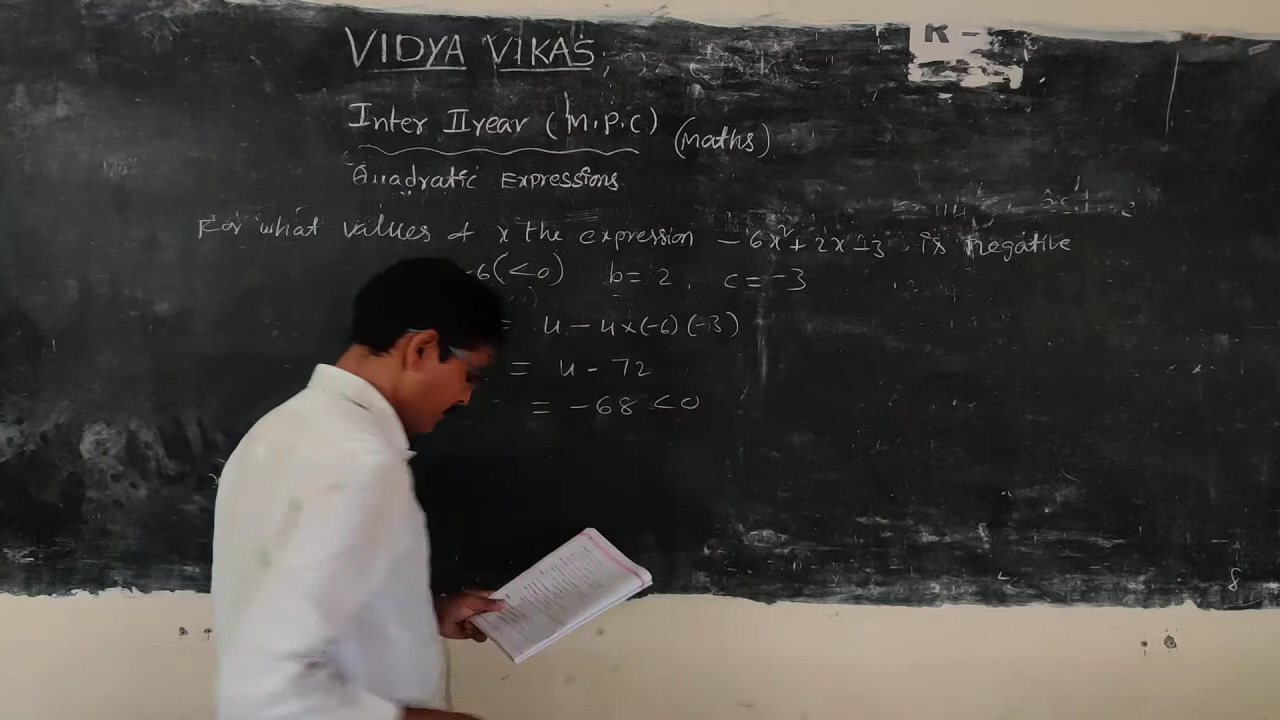 VIDYA VIKAS
R -
Inter II year (M.P.C) (Maths)
Quadratic Expressions
For what values of x the expression -6x²+2x-3 is negative
-6(<0) b=2, c=-3
= 4-4×(-6)(-3)
= 4-72
= -68 <0
8